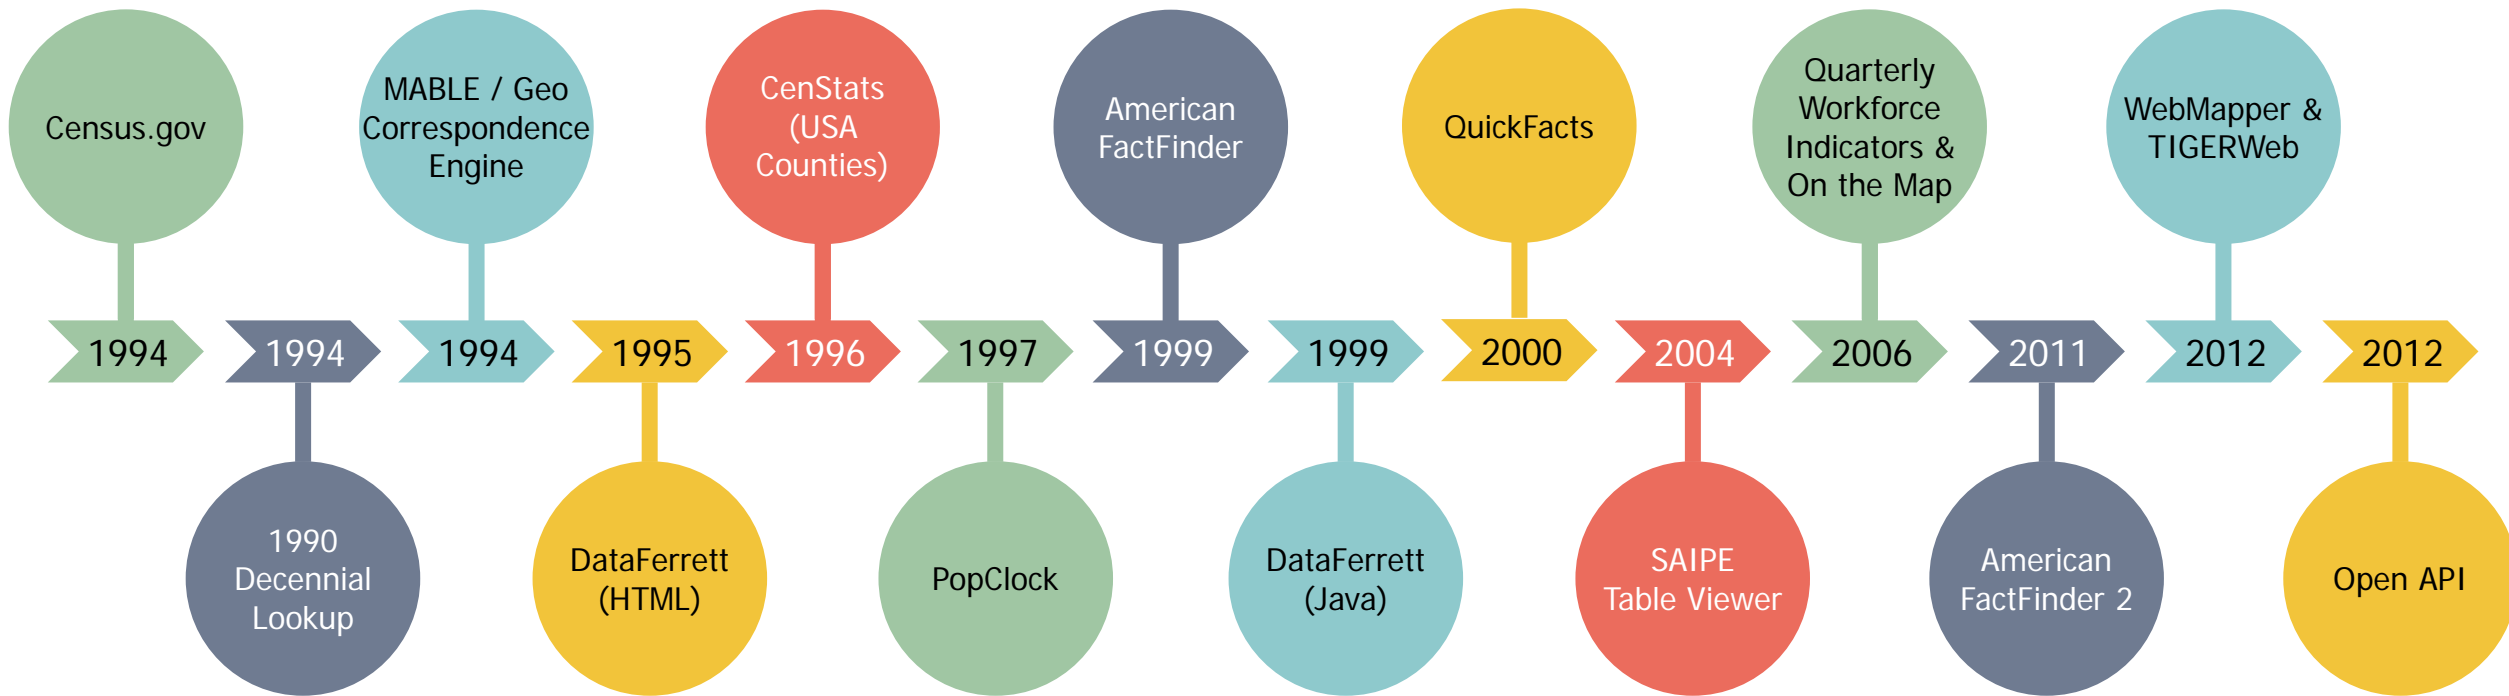 Census.gov
MABLE / Geo
Correspondence
Engine
CenStats
(USA
Counties)
American
FactFinder
QuickFacts
Quarterly
Workforce
Indicators &
On the Map
WebMapper &
TIGERWeb
1994
1994
1994
1995
1996
1997
1999
1999
2000
2004
2006
2011
2012
2012
1990
Decennial
Lookup
DataFerrett
(HTML)
PopClock
DataFerrett
(Java)
SAIPE
Table Viewer
American
FactFinder 2
Open API